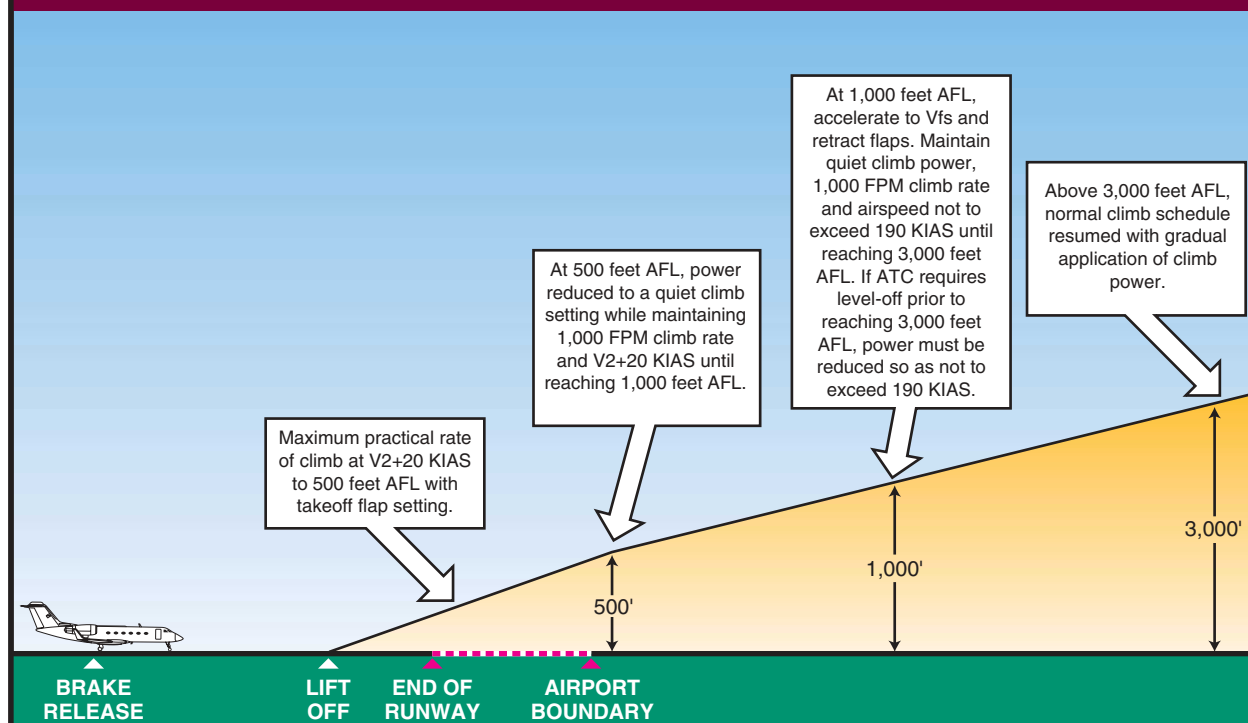 Maximum practical rate
of climb at V2+20 KIAS
to 500 feet AFL with
takeoff flap setting.
At 500 feet AFL, power
reduced to a quiet climb
setting while maintaining
1,000 FPM climb rate
and V2+20 KIAS until
reaching 1,000 feet AFL.
At 1,000 feet AFL,
accelerate to Vfs and
retract flaps. Maintain
quiet climb power,
1,000 FPM climb rate
and airspeed not to
exceed 190 KIAS until
reaching 3,000 feet
AFL. If ATC requires
level-off prior to
reaching 3,000 feet
AFL, power must be
reduced so as not to
exceed 190 KIAS.
Above 3,000 feet AFL,
normal climb schedule
resumed with gradual
application of climb
power.
500'
1,000'
3,000'
BRAKE
RELEASE
LIFT
OFF
END OF
RUNWAY
AIRPORT
BOUNDARY